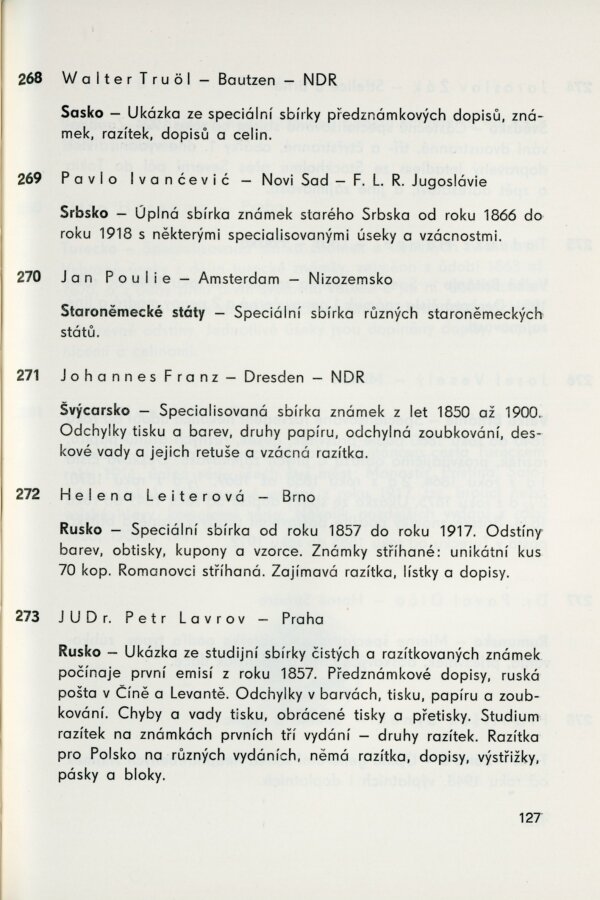 268 Walter Truöl – Bautzen – NDR
Sasko – Ukázka ze speciální sbírky předznámkových dopisů, zná-
mek, razítek, dopisů a celin.
269 Pavlo Ivančević – Novi Sad – F. L. R. Jugoslávie
Srbsko – Úplná sbírka známek starého Srbska od roku 1866 do
roku 1918 s některými specialisovanými úseky a vzácnostmi.
270 Jan Poulie – Amsterdam – Nizozemsko
Staroněmecké státy – Speciální sbírka různých staroněmeckých
států.
271 Johannes Franz – Dresden – NDR
Švýcarsko – Specialisovaná sbírka známek z let 1850 až 1900.
Odchylky tisku a barev, druhy papíru, odchylná zoubkování, des-
kové vady a jejich retuše a vzácná razítka.
272 Helena Leiterová – Brno
Rusko – Speciální sbírka od roku 1857 do roku 1917. Odstíny
barev, obtisky, kupony a vzorce. Známky stříhané: unikátní kus
70 kop. Romanovci stříhaná. Zajímavá razítka, lístky a dopisy.
273 JUDr. Petr Lavrov – Praha
Rusko – Ukázka ze studijní sbírky čistých a razítkovaných známek
počínaje první emisí z roku 1857. Předznámkové dopisy, ruská
pošta v Číně a Levantě. Odchylky v barvách, tisku, papíru a zoub-
kování. Chyby a vady tisku, obrácené tisky a přetisky. Studium
razítek na známkách prvních tří vydání – druhy razítek. Razítka
pro Polsko na různých vydáních, němá razítka, dopisy, výstřižky,
pásky a bloky.
127